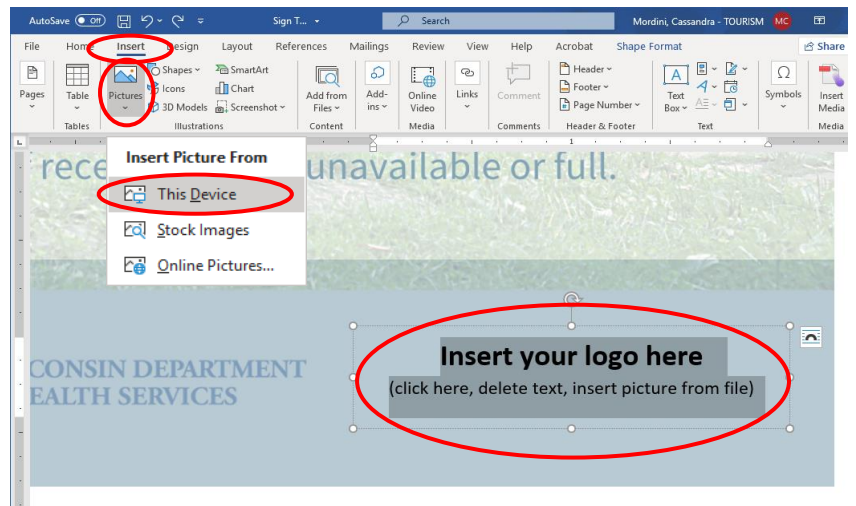 AutoSave Off Sign T... Search Mordini, Cassandra - TOURISM MC
File Home Insert Design Layout References Mailings Review View Help Acrobat Shape Format Share
Pages Table Pictures Shapes Icons 3D Models SmartArt Chart Screenshot Add from Files Add-ins Online Video Links Comment Header Footer Page Number Text Box Symbols Insert Media
Tables Illustrations Content Media Comments Header & Footer Text Media
1
unavailable or full.
Insert Picture From
This Device
Stock Images
Online Pictures...
DEPARTMENT
SERVICES
Insert your logo here
(click here, delete text, insert picture from file)